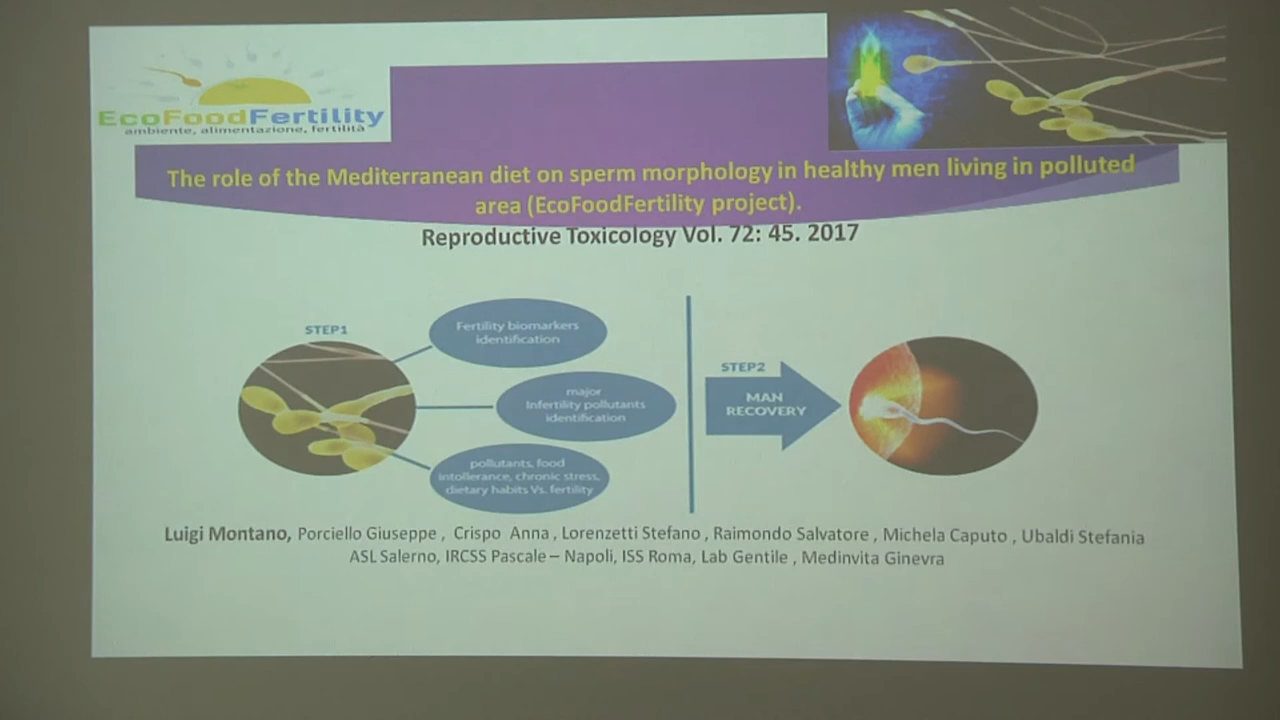 EcoFoodFertility
ambiente, alimentazione, fertilità
The role of the Mediterranean diet on sperm morphology in healthy men living in polluted
area (EcoFoodFertility project).
Reproductive Toxicology Vol. 72: 45. 2017
STEP1
Fertility biomarkers
identification
major
Infertility pollutants
identification
pollutants, food
intollerance, chronic stress,
dietary habits Vs. fertility
STEP2
MAN
RECOVERY
Luigi Montano, Porciello Giuseppe , Crispo Anna , Lorenzetti Stefano , Raimondo Salvatore , Michela Caputo , Ubaldi Stefania
ASL Salerno, IRCSS Pascale – Napoli, ISS Roma, Lab Gentile , Medinvita Ginevra